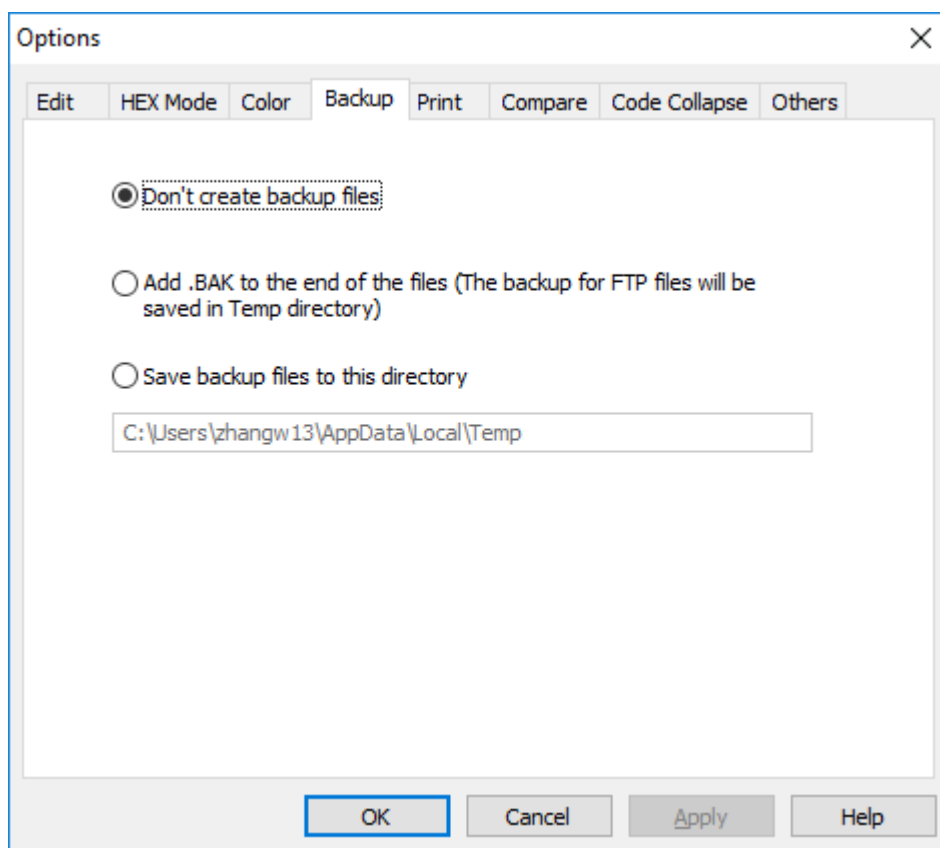 Options
Edit HEX Mode Color Backup Print Compare Code Collapse Others
Don't create backup files
Add .BAK to the end of the files (The backup for FTP files will be
saved in Temp directory)
Save backup files to this directory
C:\Users\zhangw13\AppData\Local\Temp
OK Cancel Apply Help